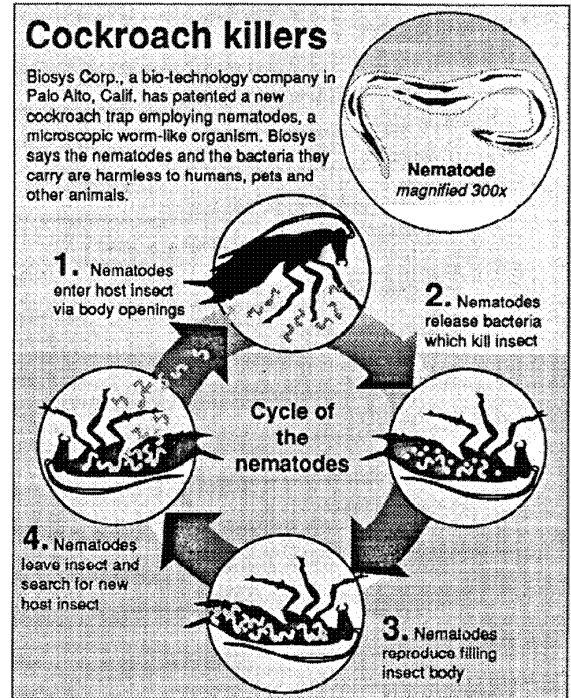 Cockroach killers
Biosys Corp., a bio-technology company in
Palo Alto, Calif. has patented a new
cockroach trap employing nematodes, a
microscopic worm-like organism. Biosys
says the nematodes and the bacteria they
carry are harmless to humans, pets and
other animals.
Nematode
magnified 300x
1. Nematodes
enter host insect
via body openings
2. Nematodes
release bacteria
which kill insect
Cycle of
the
nematodes
4. Nematodes
leave insect and
search for new
host insect
3. Nematodes
reproduce filling
insect body